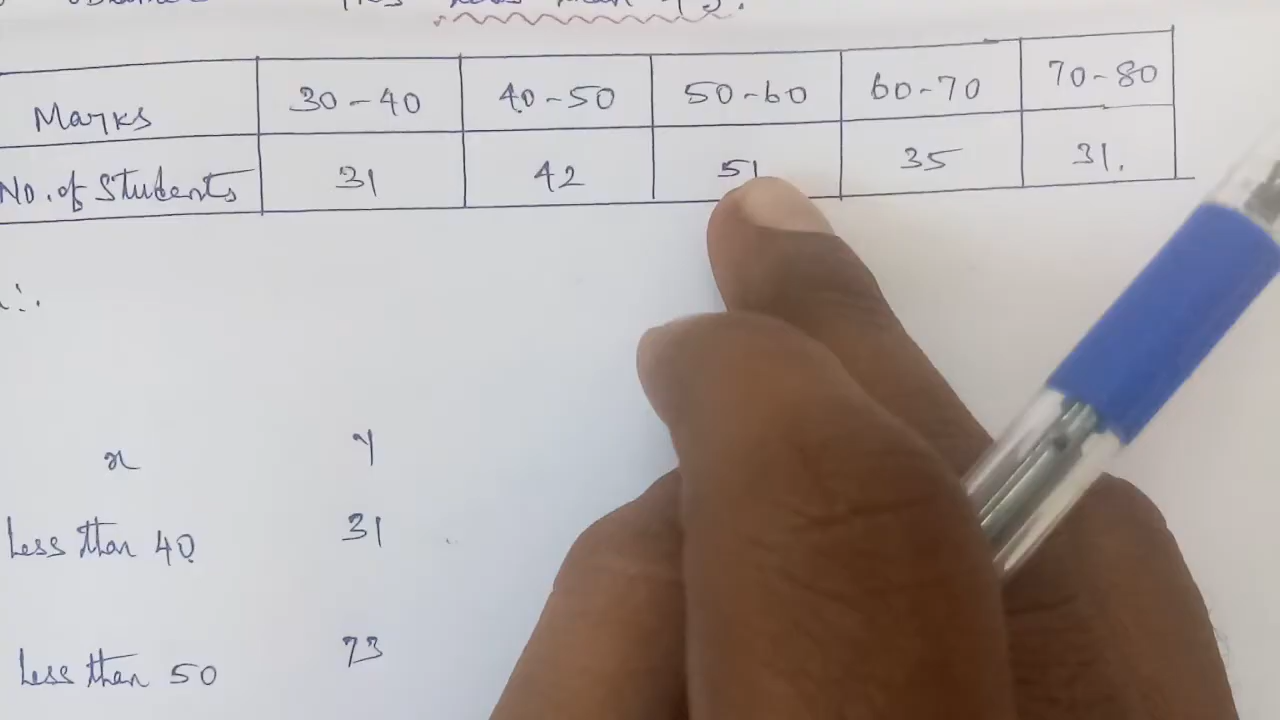 Marks 30-40 40-50 50-60 60-70 70-80
No. of Students 31 42 51 35 31.
x y
Less than 40 31
Less than 50 73